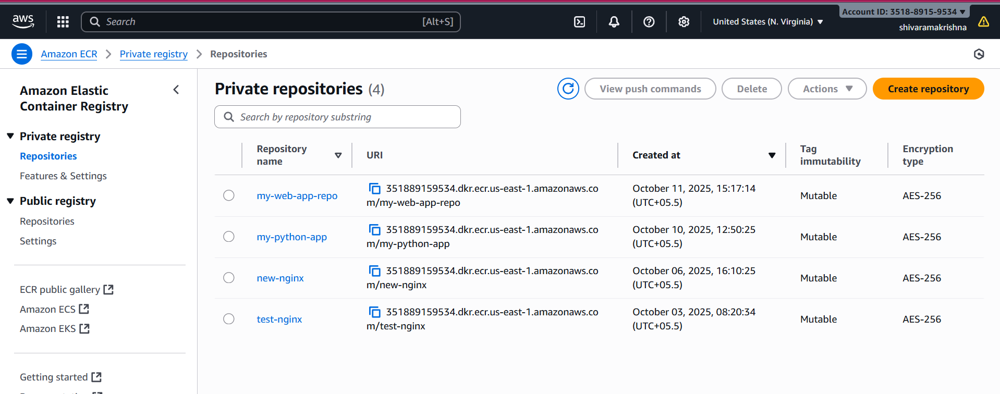 aws
Search
[Alt+S]
United States (N. Virginia)
Account ID: 3518-8915-9534
shivaramakrishna
Amazon ECR
Private registry
Repositories
Amazon Elastic
Container Registry
Private registry
Repositories
Features & Settings
Public registry
Repositories
Settings
ECR public gallery
Amazon ECS
Amazon EKS
Getting started
Private repositories (4)
View push commands
Delete
Actions
Create repository
Search by repository substring
Repository
name
URI
Created at
Tag
immutability
Encryption
type
my-web-app-repo
351889159534.dkr.ecr.us-east-1.amazonaws.co
m/my-web-app-repo
October 11, 2025, 15:17:14
(UTC+05.5)
Mutable
AES-256
my-python-app
351889159534.dkr.ecr.us-east-1.amazonaws.co
m/my-python-app
October 10, 2025, 12:50:25
(UTC+05.5)
Mutable
AES-256
new-nginx
351889159534.dkr.ecr.us-east-1.amazonaws.co
m/new-nginx
October 06, 2025, 16:10:25
(UTC+05.5)
Mutable
AES-256
test-nginx
351889159534.dkr.ecr.us-east-1.amazonaws.co
m/test-nginx
October 03, 2025, 08:20:34
(UTC+05.5)
Mutable
AES-256